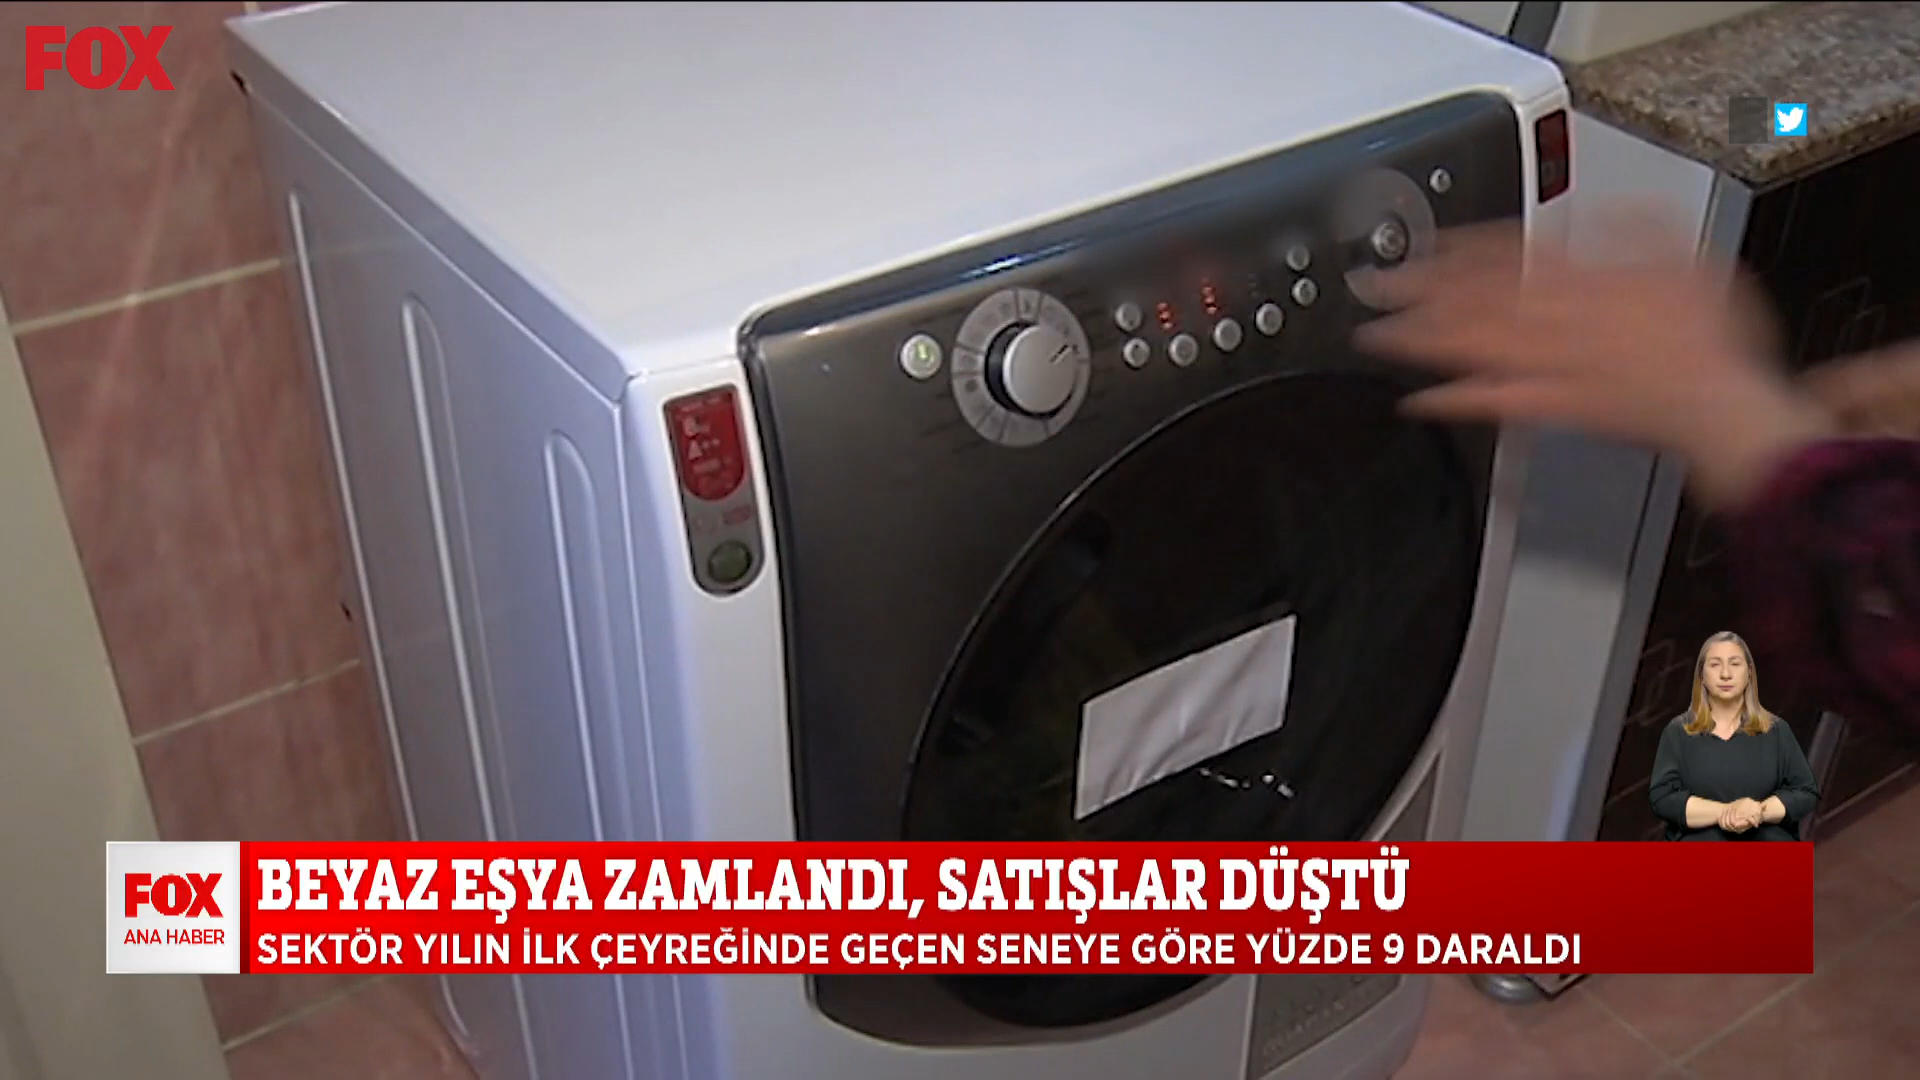 FOX
A++
BEYAZ EŞYA ZAMLANDI, SATIŞLAR DÜŞTÜ
FOX
ANA HABER
SEKTÖR YILIN İLK ÇEYREĞİNDE GEÇEN SENEYE GÖRE YÜZDE 9 DARALDI